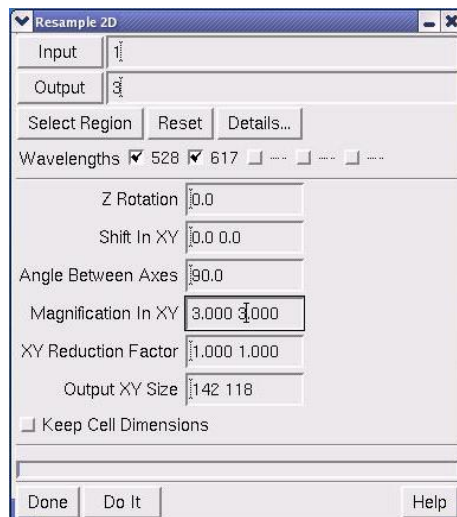 Resample 2D
Input 1
Output 3
Select Region Reset Details...
Wavelengths 528 617 ---- ---- ----
Z Rotation 0.0
Shift In XY 0.0 0.0
Angle Between Axes 90.0
Magnification In XY 3.000 3.000
XY Reduction Factor 1.000 1.000
Output XY Size 142 118
Keep Cell Dimensions
Done Do It Help